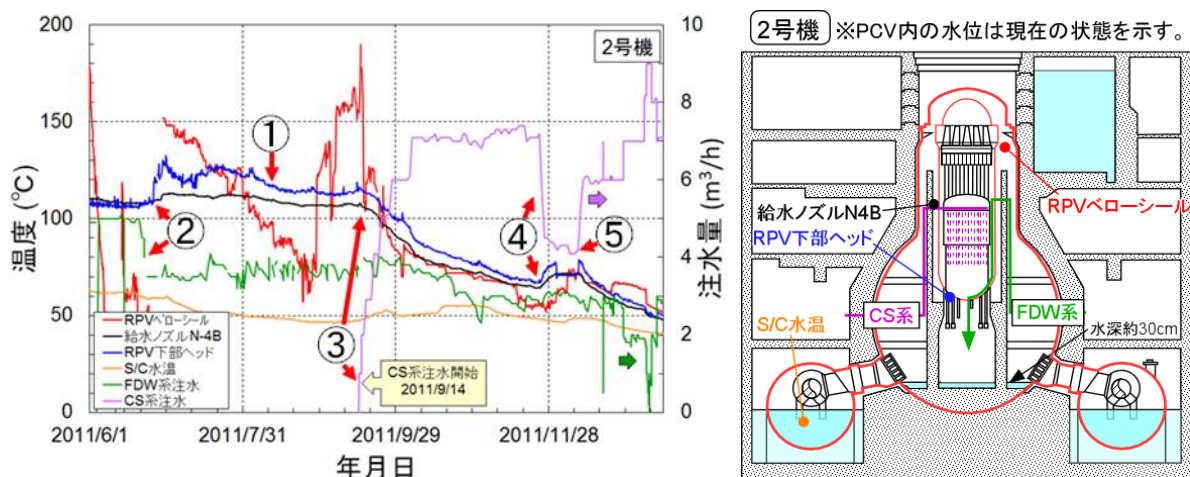 200
150
100
50
0
温度 (℃)
10
8
6
4
2
0
注水量 (m³/h)
2号機
①
②
③
④
⑤
RPVベローシール
給水ノズルN-4B
RPV下部ヘッド
S/C水温
FDW系注水
CS系注水
CS系注水開始
2011/9/14
2011/6/1
2011/7/31
2011/9/29
2011/11/28
年月日
2号機 ※PCV内の水位は現在の状態を示す。
給水ノズルN4B
RPVベローシール
RPV下部ヘッド
CS系
FDW系
S/C水温
水深約30cm